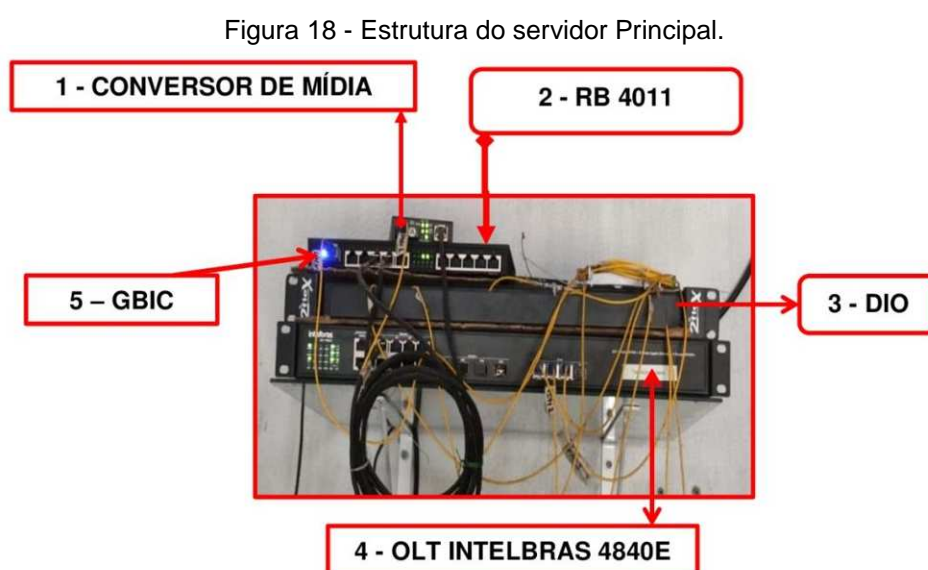 Figura 18 - Estrutura do servidor Principal.
1 - CONVERSOR DE MÍDIA
2 - RB 4011
5 – GBIC
3 - DIO
4 - OLT INTELBRAS 4840E